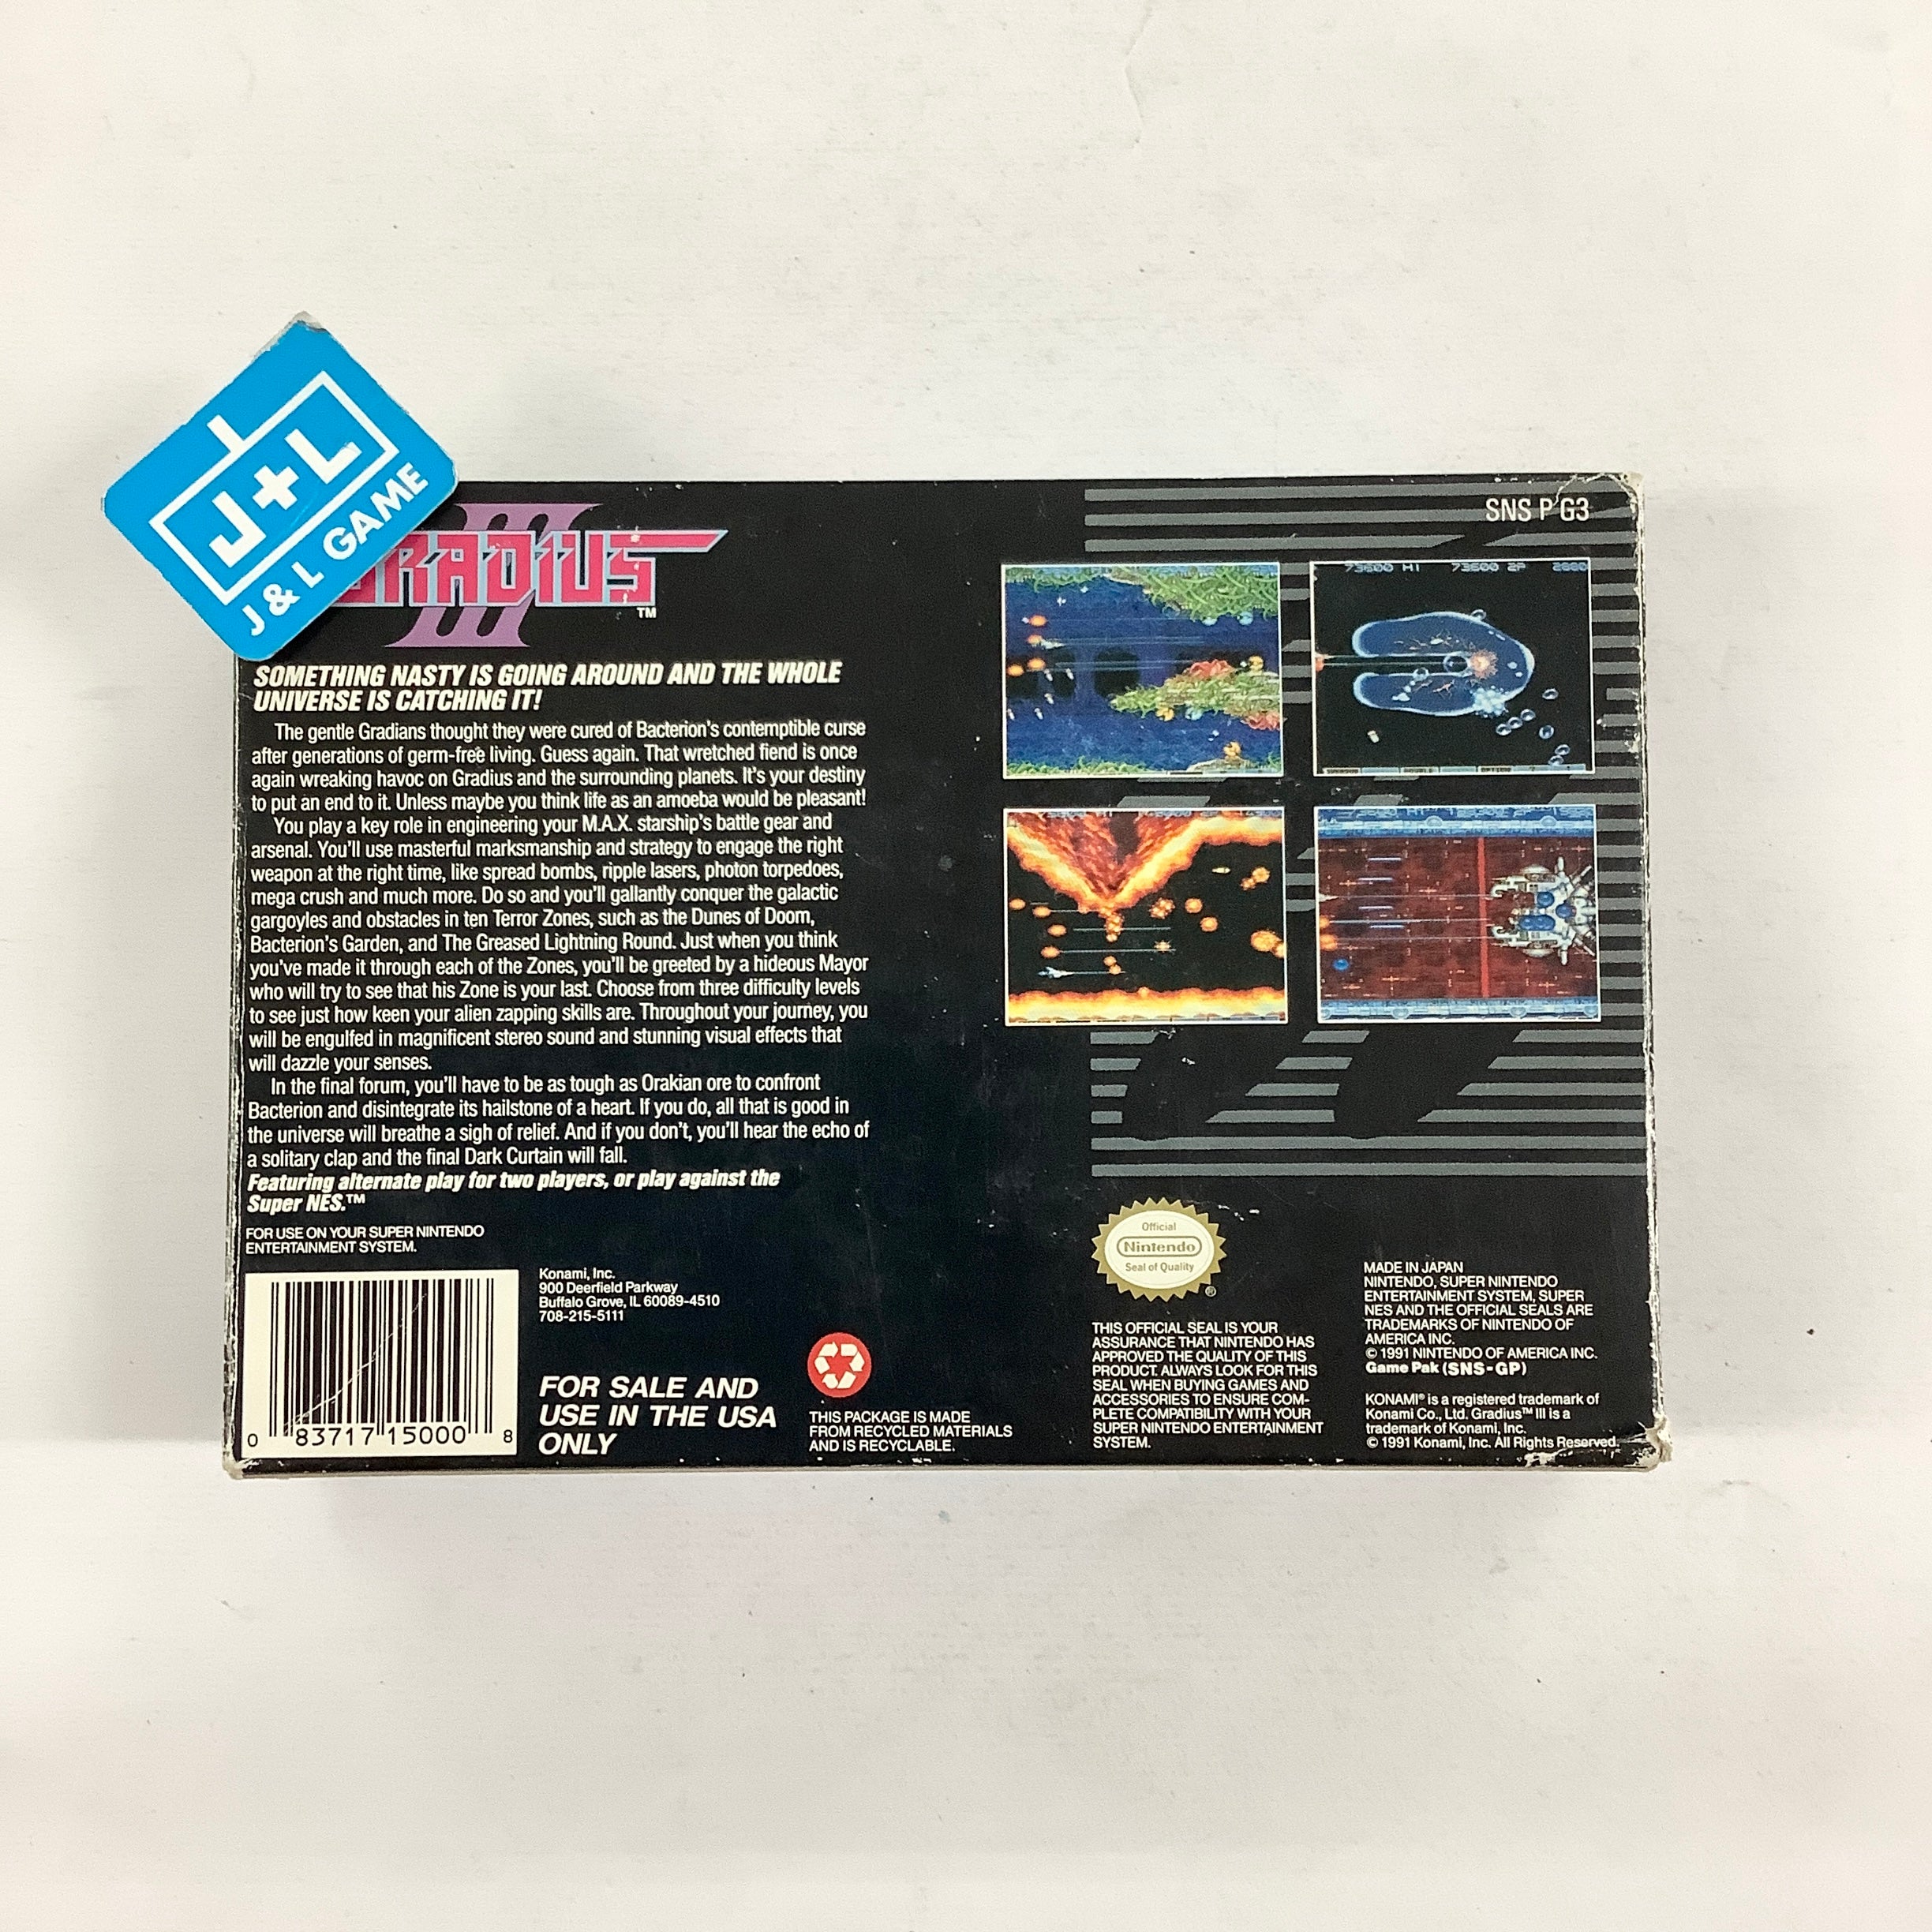 J+L
J & L GAME
GRADIUS
III
TM
SNS P G3
SOMETHING NASTY IS GOING AROUND AND THE WHOLE
UNIVERSE IS CATCHING IT!
The gentle Gradians thought they were cured of Bacterion's contemptible curse
after generations of germ-free living. Guess again. That wretched fiend is once
again wreaking havoc on Gradius and the surrounding planets. It's your destiny
to put an end to it. Unless maybe you think life as an amoeba would be pleasant!
You play a key role in engineering your M.A.X. starship's battle gear and
arsenal. You'll use masterful marksmanship and strategy to engage the right
weapon at the right time, like spread bombs, ripple lasers, photon torpedoes,
mega crush and much more. Do so and you'll gallantly conquer the galactic
gargoyles and obstacles in ten Terror Zones, such as the Dunes of Doom,
Bacterion's Garden, and The Greased Lightning Round. Just when you think
you've made it through each of the Zones, you'll be greeted by a hideous Mayor
who will try to see that his Zone is your last. Choose from three difficulty levels
to see just how keen your alien zapping skills are. Throughout your journey, you
will be engulfed in magnificent stereo sound and stunning visual effects that
will dazzle your senses.
In the final forum, you'll have to be as tough as Orakian ore to confront
Bacterion and disintegrate its hailstone of a heart. If you do, all that is good in
the universe will breathe a sigh of relief. And if you don't, you'll hear the echo of
a solitary clap and the final Dark Curtain will fall.
Featuring alternate play for two players, or play against the
Super NES.™
FOR USE ON YOUR SUPER NINTENDO
ENTERTAINMENT SYSTEM.
0 83717 15000 8
Konami, Inc.
900 Deerfield Parkway
Buffalo Grove, IL 60089-4510
708-215-5111
FOR SALE AND
USE IN THE USA
ONLY
THIS PACKAGE IS MADE
FROM RECYCLED MATERIALS
AND IS RECYCLABLE.
73600 HI 73600 2P 2880
Official
Nintendo
Seal of Quality
®
THIS OFFICIAL SEAL IS YOUR
ASSURANCE THAT NINTENDO HAS
APPROVED THE QUALITY OF THIS
PRODUCT. ALWAYS LOOK FOR THIS
SEAL WHEN BUYING GAMES AND
ACCESSORIES TO ENSURE COM-
PLETE COMPATIBILITY WITH YOUR
SUPER NINTENDO ENTERTAINMENT
SYSTEM.
MADE IN JAPAN
NINTENDO, SUPER NINTENDO
ENTERTAINMENT SYSTEM, SUPER
NES AND THE OFFICIAL SEALS ARE
TRADEMARKS OF NINTENDO OF
AMERICA INC.
© 1991 NINTENDO OF AMERICA INC.
Game Pak (SNS-GP)
KONAMI® is a registered trademark of
Konami Co., Ltd. Gradius™ III is a
trademark of Konami, Inc.
© 1991 Konami, Inc. All Rights Reserved.